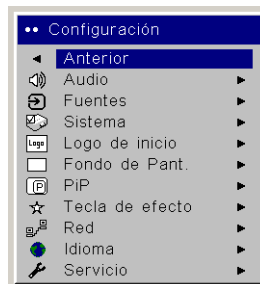 •• Configuración
Anterior
Audio
Fuentes
Sistema
Logo Logo de inicio
Fondo de Pant.
P PiP
Tecla de efecto
Red
Idioma
Servicio